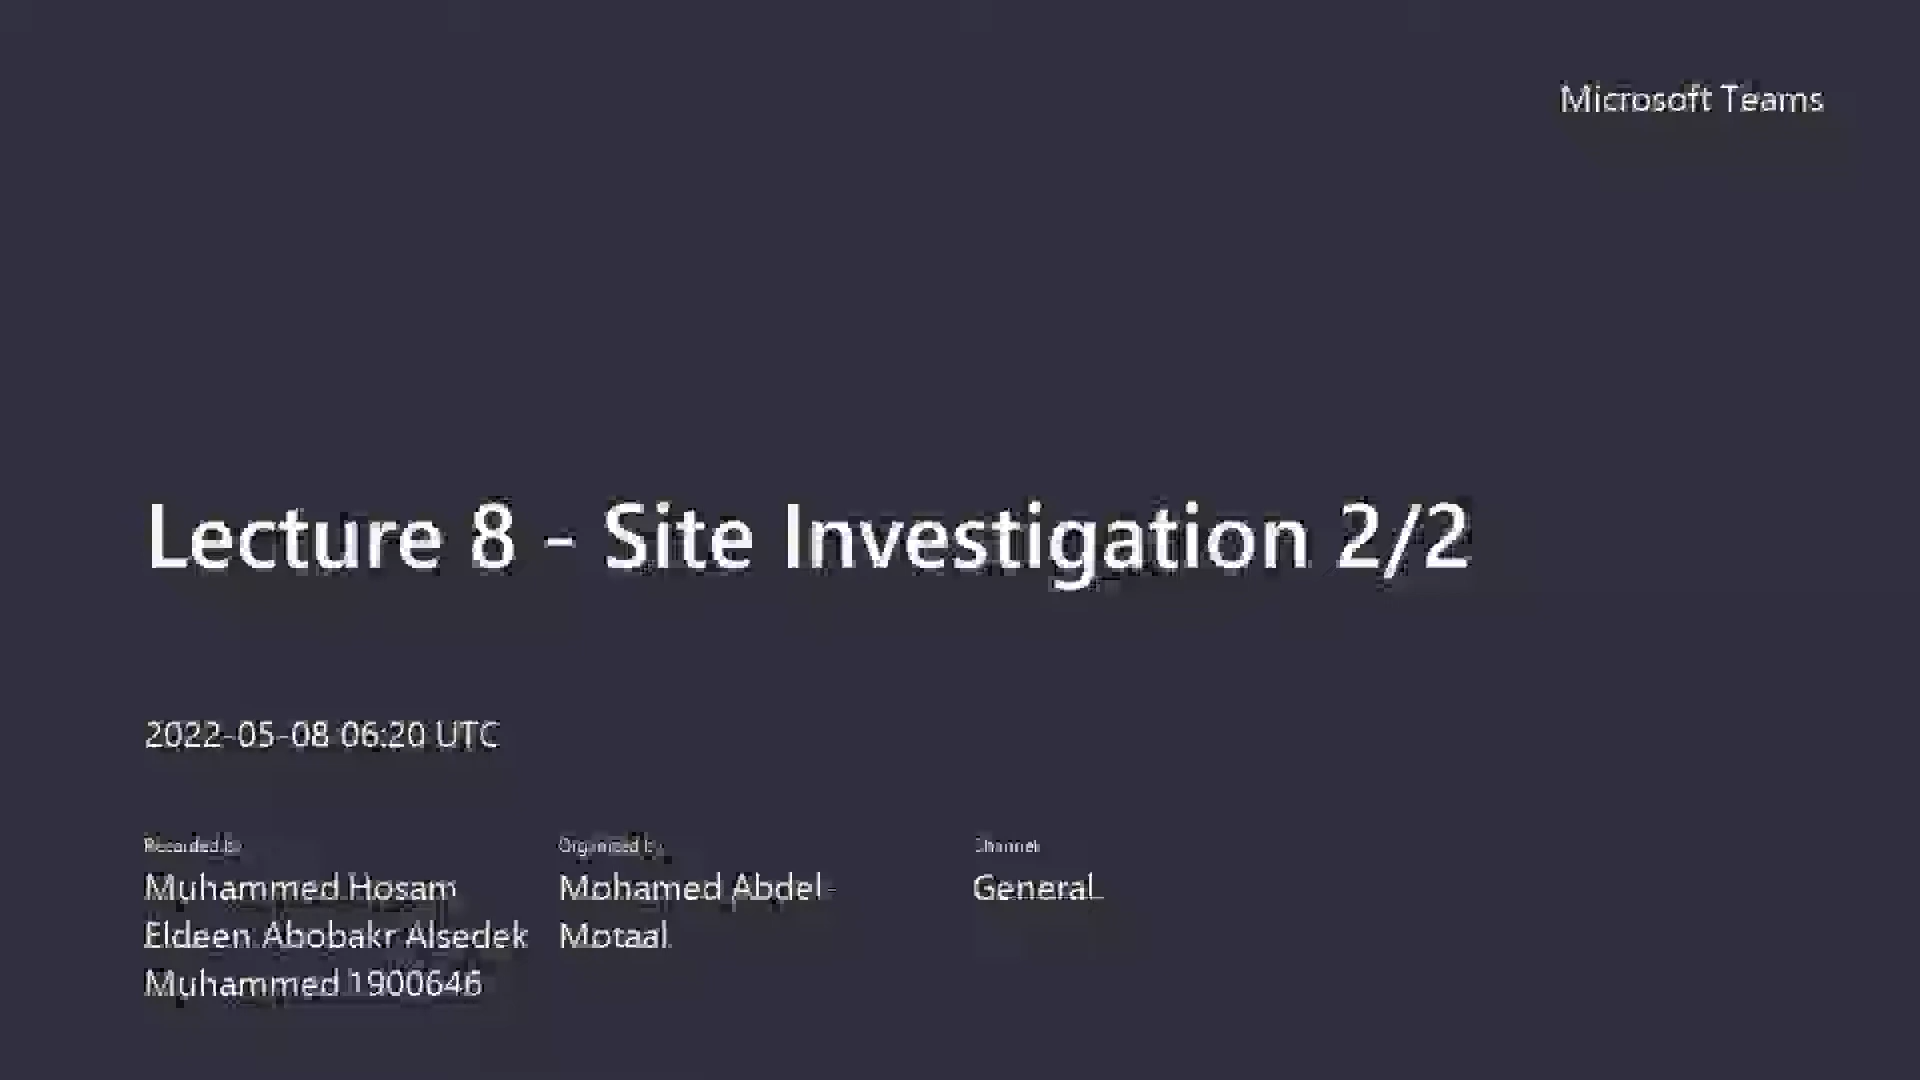 Microsoft Teams
Lecture 8 - Site Investigation 2/2
2022-05-08 06:20 UTC
Recorded by
Organized by
Channel
Muhammed Hosam
Eldeen Abobakr Alsedek
Muhammed 1900646
Mohamed Abdel-
Motaal
General